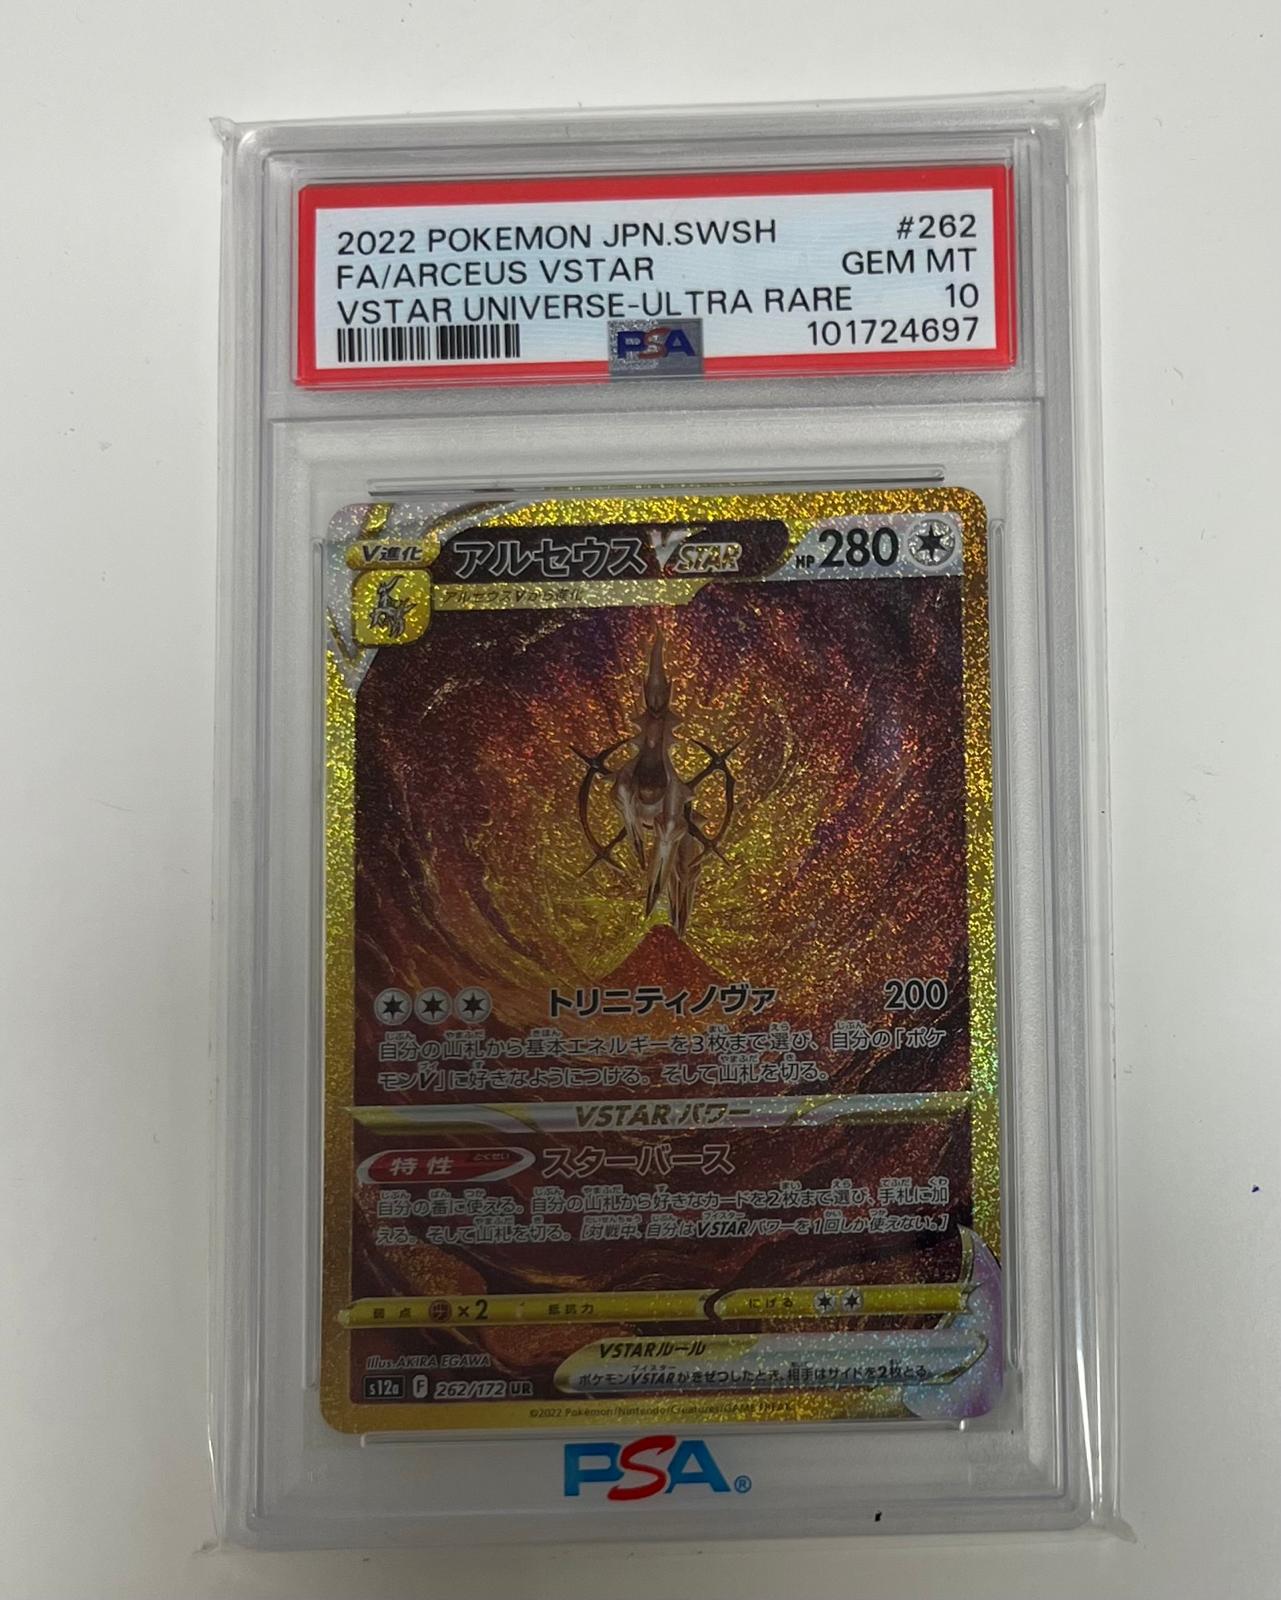 2022 POKEMON JPN.SWSH #262
FA/ARCEUS VSTAR GEM MT
VSTAR UNIVERSE-ULTRA RARE 10
PSA 101724697
V進化 アルセウス VSTAR HP 280
アルセウスVから進化
トリニティノヴァ 200
自分の山札から基本エネルギーを3枚まで選び、自分の「ポケ
モンV」に好きなようにつける。そして山札を切る。
VSTARパワー
特性 スターバース
自分の番に使える。自分の山札から好きなカードを2枚まで選び、手札に加
える。そして山札を切る。[対戦中、自分はVSTARパワーを1回しか使えない。]
弱点 ×2 抵抗力 にげる
VSTARルール
Illus. AKIRA EGAWA
ポケモンVSTARがきぜつしたとき、相手はサイドを2枚とる。
s12a F 262/172 UR
©2022 Pokémon/Nintendo/Creatures/GAME FREAK
PSA®